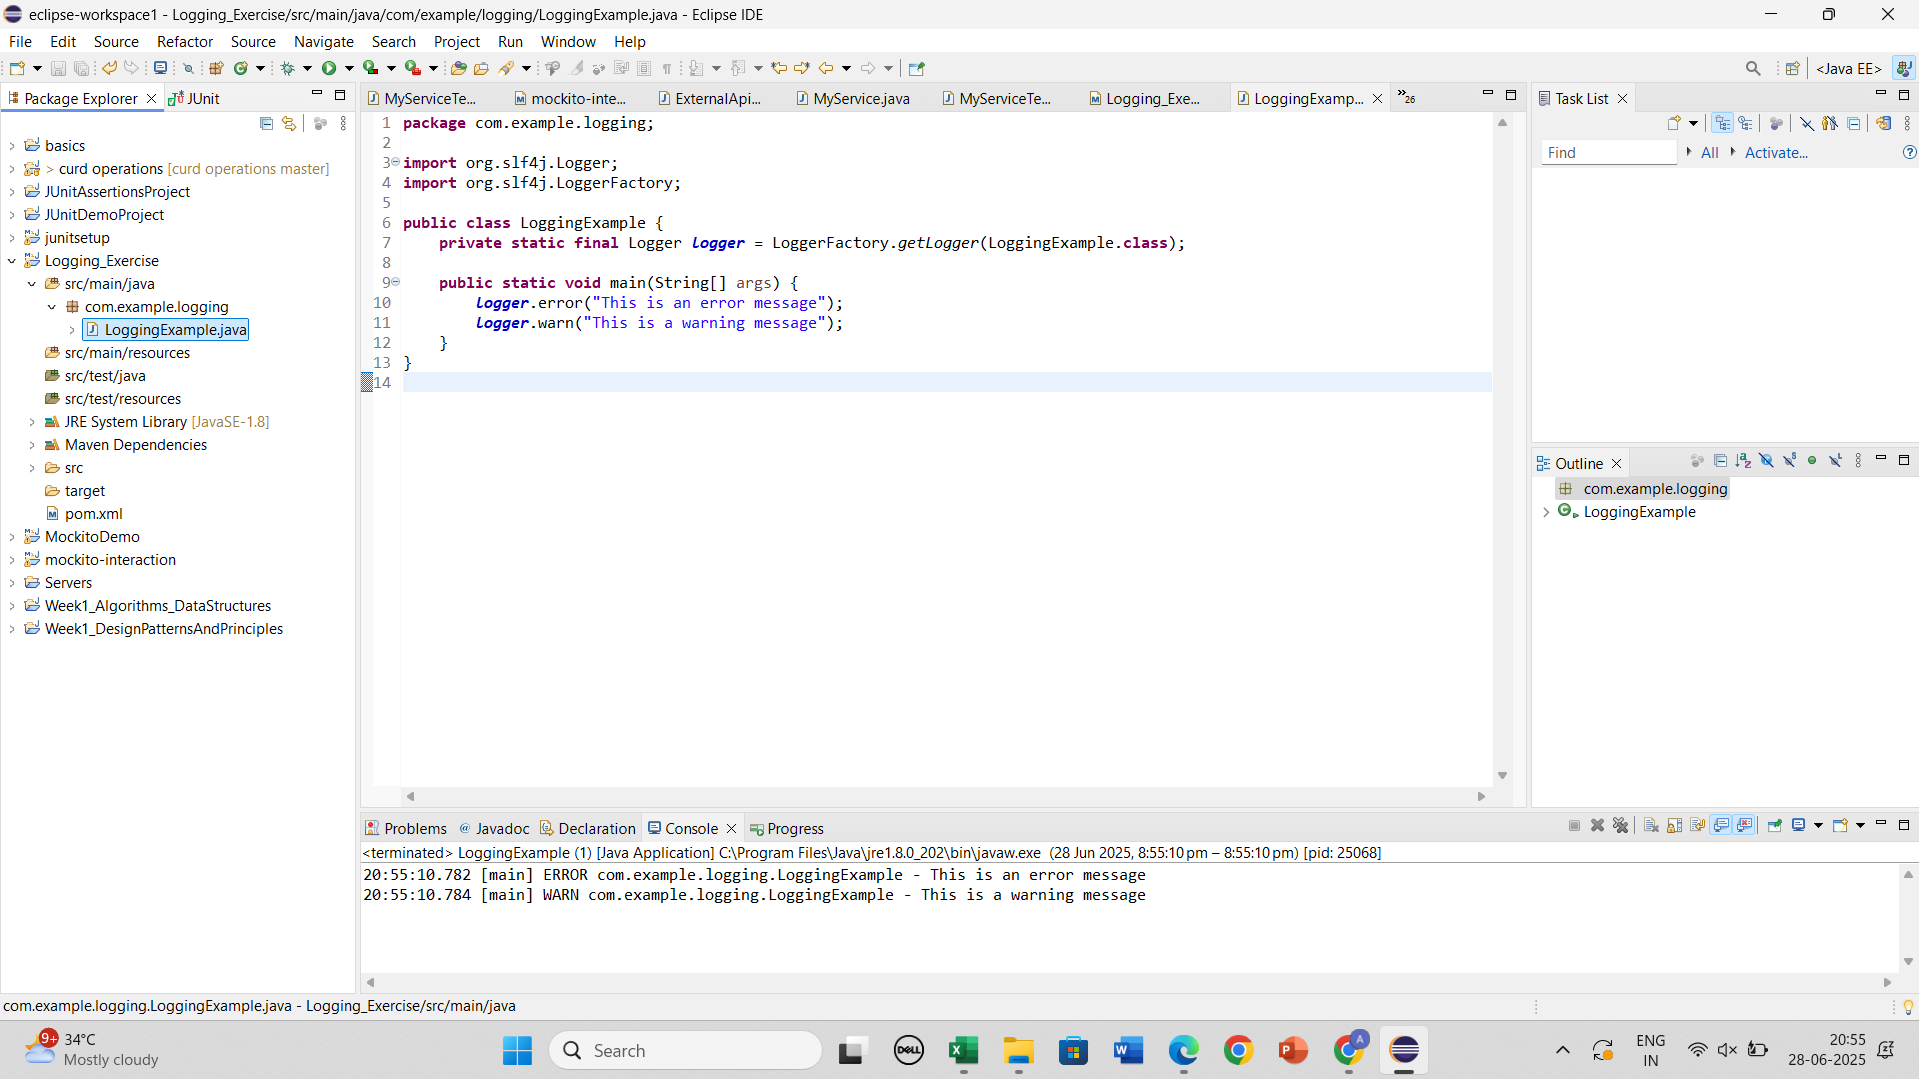 eclipse-workspace1 - Logging_Exercise/src/main/java/com/example/logging/LoggingExample.java - Eclipse IDE
File Edit Source Refactor Source Navigate Search Project Run Window Help
<Java EE>
Package Explorer JUnit
MyServiceTe... mockito-inte... ExternalApi... MyService.java MyServiceTe... Logging_Exe... LoggingExamp... »26
Task List
Find All Activate...
basics
> curd operations [curd operations master]
JUnitAssertionsProject
JUnitDemoProject
junitsetup
Logging_Exercise
src/main/java
com.example.logging
LoggingExample.java
src/main/resources
src/test/java
src/test/resources
JRE System Library [JavaSE-1.8]
Maven Dependencies
src
target
pom.xml
MockitoDemo
mockito-interaction
Servers
Week1_Algorithms_DataStructures
Week1_DesignPatternsAndPrinciples
1 package com.example.logging;
2
3 import org.slf4j.Logger;
4 import org.slf4j.LoggerFactory;
5
6 public class LoggingExample {
7 private static final Logger logger = LoggerFactory.getLogger(LoggingExample.class);
8
9 public static void main(String[] args) {
10 logger.error("This is an error message");
11 logger.warn("This is a warning message");
12 }
13 }
14
Outline
com.example.logging
LoggingExample
Problems Javadoc Declaration Console Progress
<terminated> LoggingExample (1) [Java Application] C:\Program Files\Java\jre1.8.0_202\bin\javaw.exe (28 Jun 2025, 8:55:10 pm – 8:55:10 pm) [pid: 25068]
20:55:10.782 [main] ERROR com.example.logging.LoggingExample - This is an error message
20:55:10.784 [main] WARN com.example.logging.LoggingExample - This is a warning message
com.example.logging.LoggingExample.java - Logging_Exercise/src/main/java
9+
34°C
Mostly cloudy
Search
DELL
A
ENG
IN
20:55
28-06-2025